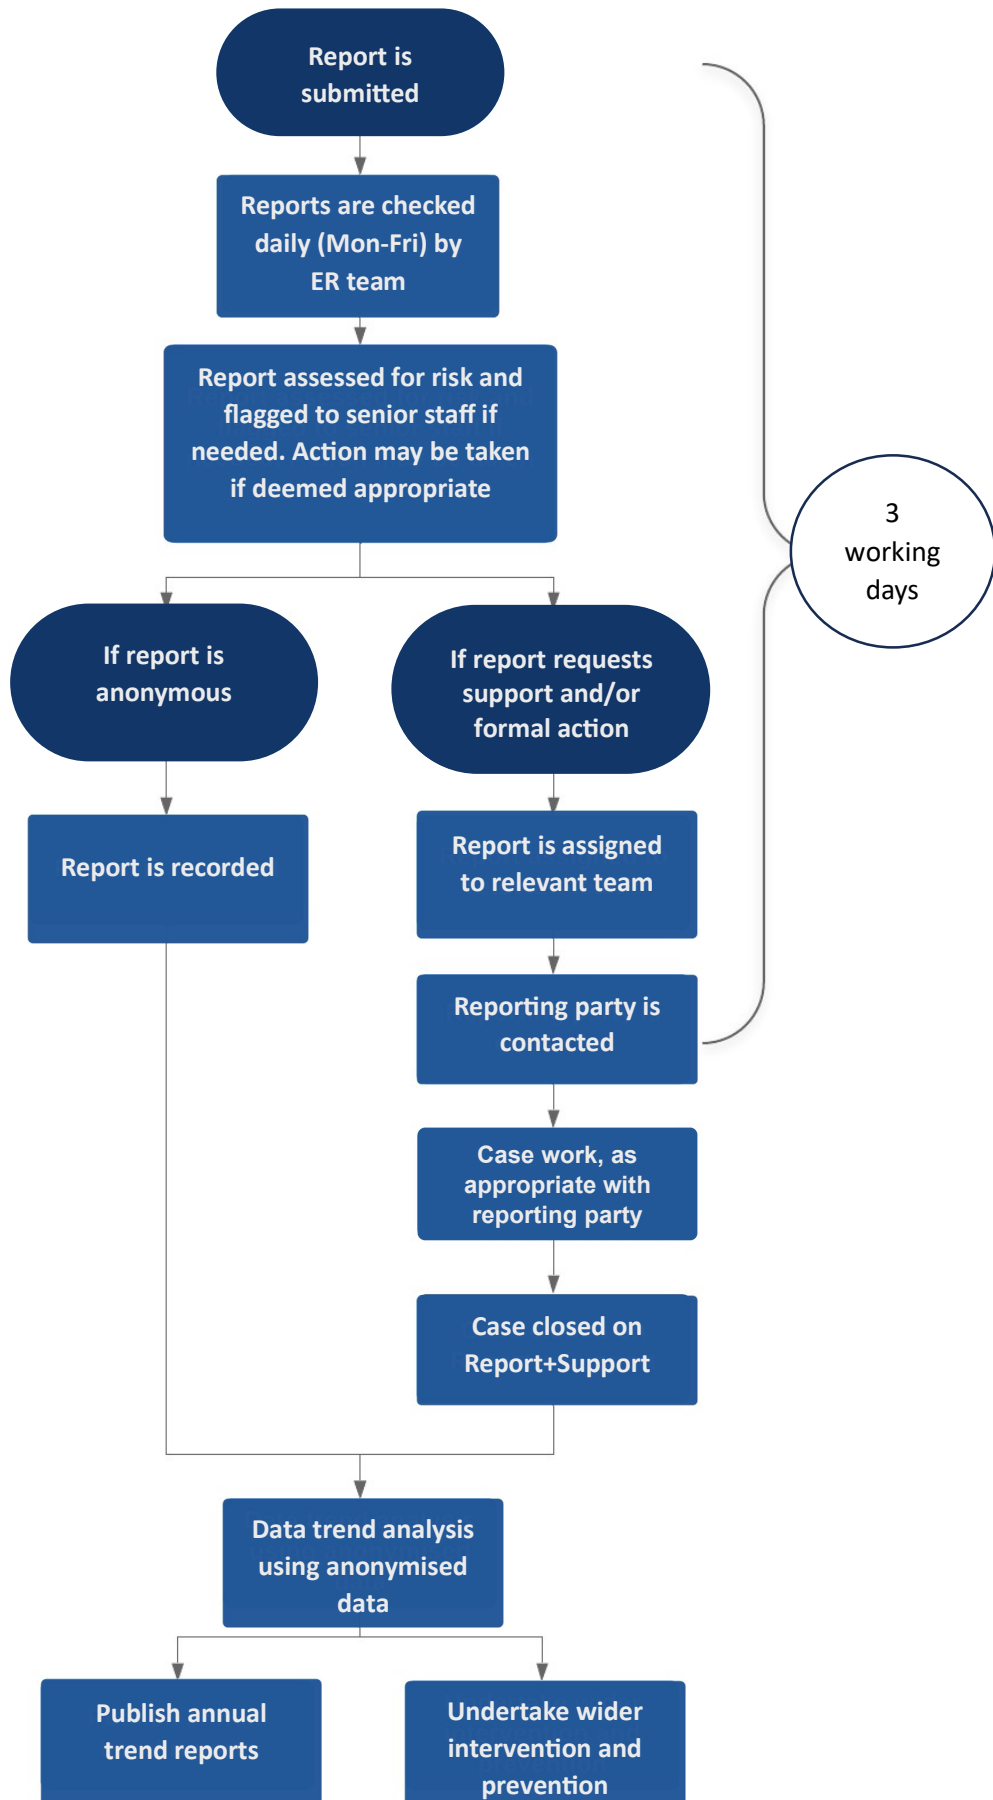 Report is
submitted
Reports are checked
daily (Mon-Fri) by
ER team
Report assessed for risk and
flagged to senior staff if
needed. Action may be taken
if deemed appropriate
3
working
days
If report is
anonymous
If report requests
support and/or
formal action
Report is recorded
Report is assigned
to relevant team
Reporting party is
contacted
Case work, as
appropriate with
reporting party
Case closed on
Report+Support
Data trend analysis
using anonymised
data
Publish annual
trend reports
Undertake wider
intervention and
prevention